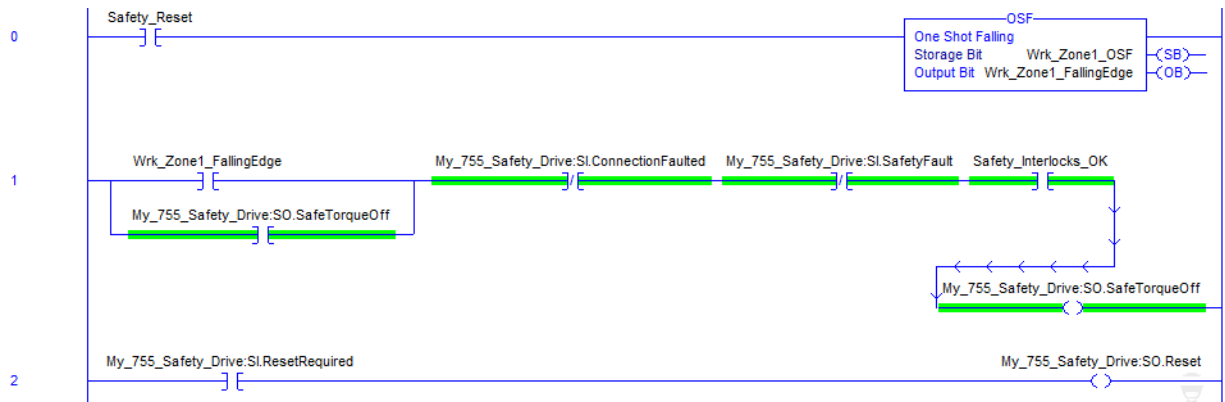 Safety_Reset
OSF
0
One Shot Falling
Storage Bit Wrk_Zone1_OSF (SB)
Output Bit Wrk_Zone1_FallingEdge (OB)
Wrk_Zone1_FallingEdge My_755_Safety_Drive:SI.ConnectionFaulted My_755_Safety_Drive:SI.SafetyFault Safety_Interlocks_OK
1
My_755_Safety_Drive:SO.SafeTorqueOff
My_755_Safety_Drive:SO.SafeTorqueOff
My_755_Safety_Drive:SI.ResetRequired My_755_Safety_Drive:SO.Reset
2